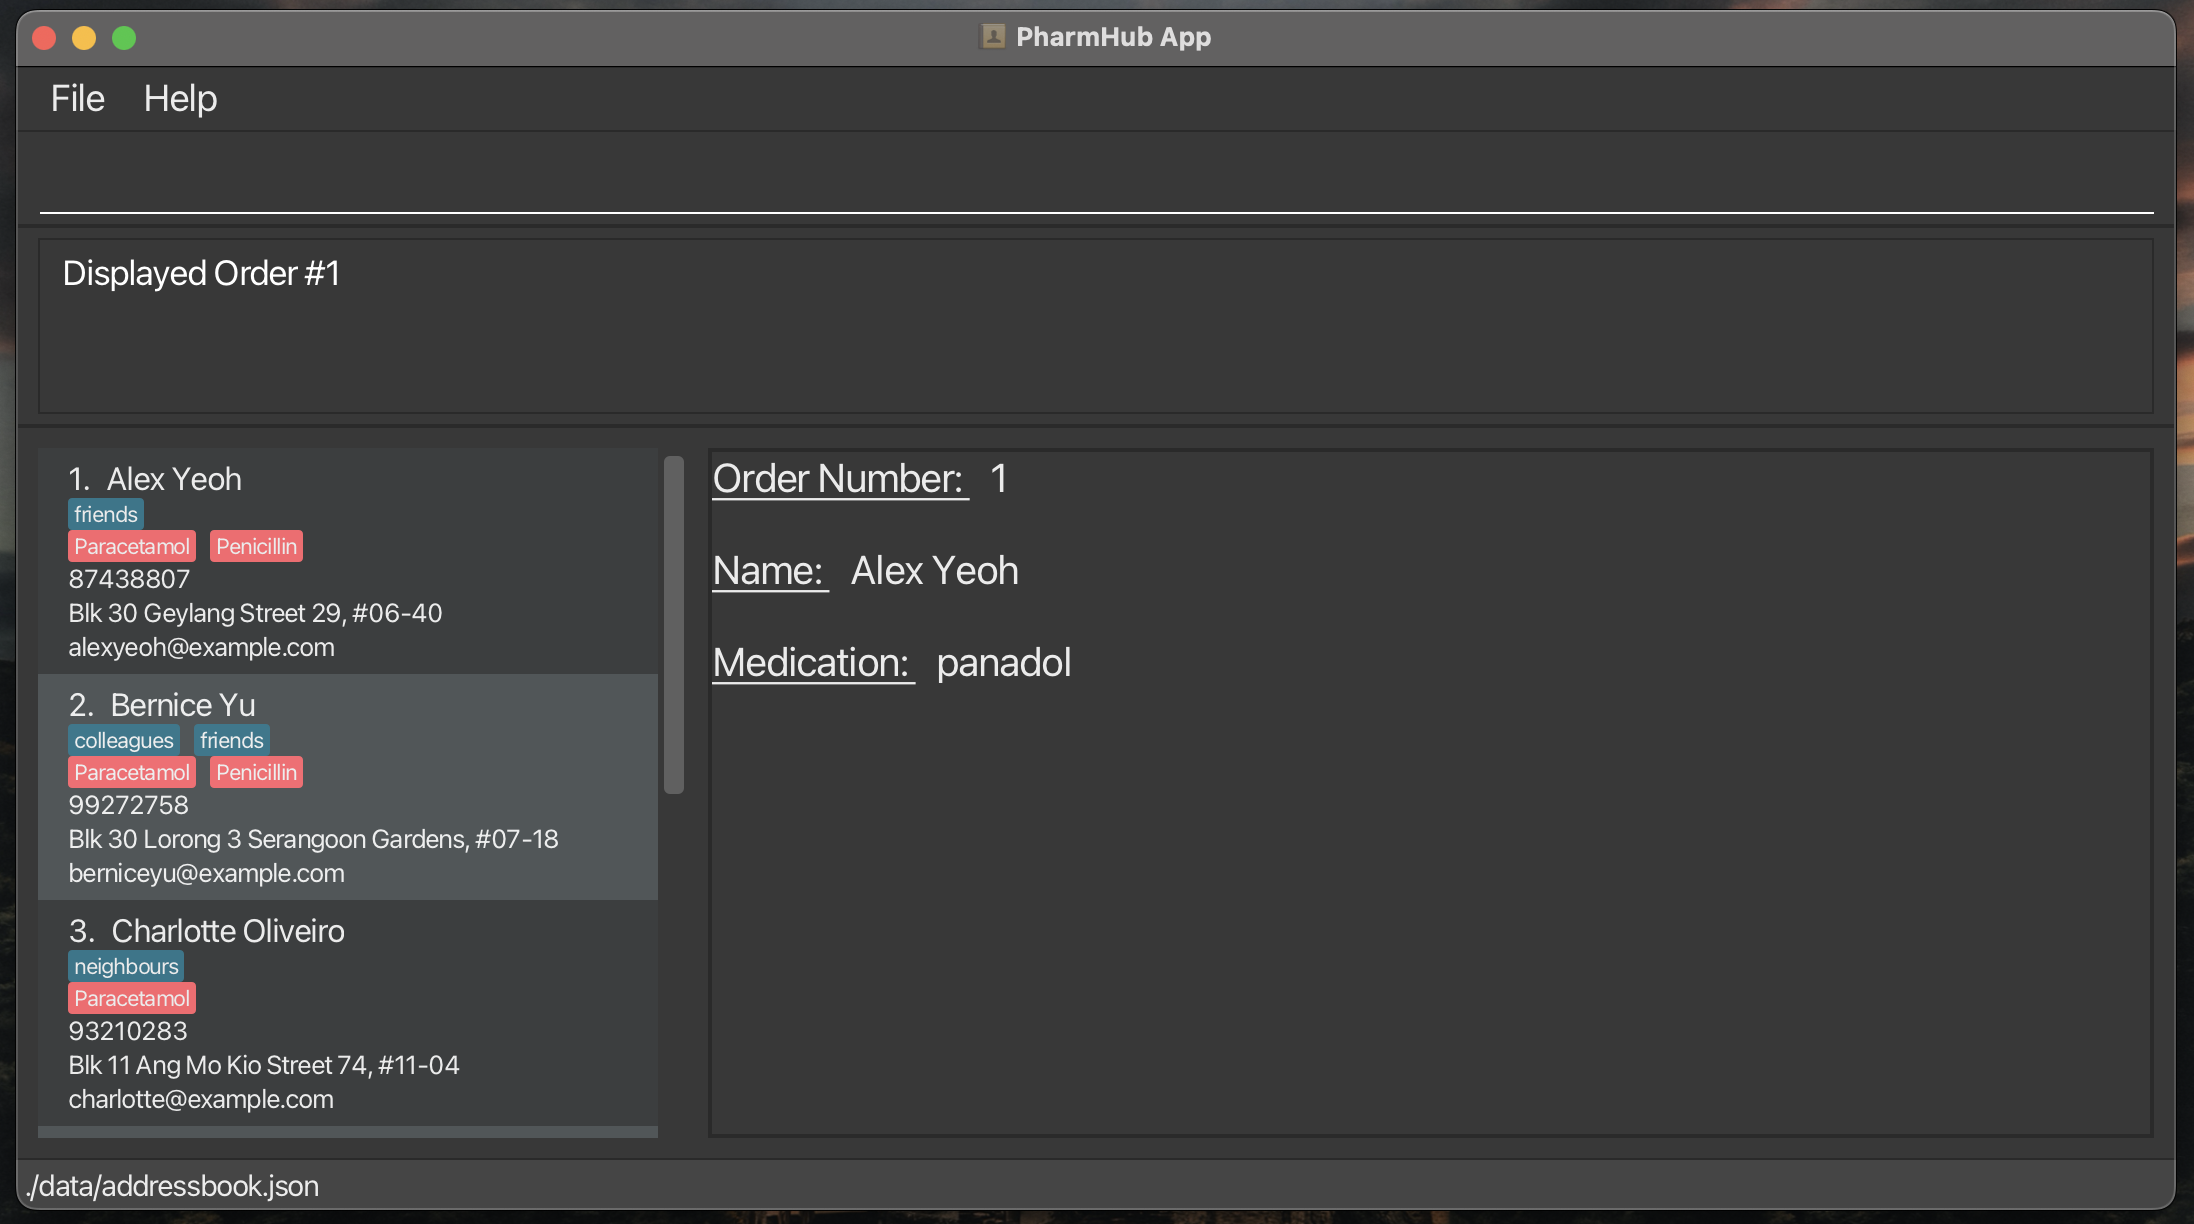 PharmHub App
File Help
Displayed Order #1
1. Alex Yeoh
friends
Paracetamol Penicillin
87438807
Blk 30 Geylang Street 29, #06-40
alexyeoh@example.com
2. Bernice Yu
colleagues friends
Paracetamol Penicillin
99272758
Blk 30 Lorong 3 Serangoon Gardens, #07-18
berniceyu@example.com
3. Charlotte Oliveiro
neighbours
Paracetamol
93210283
Blk 11 Ang Mo Kio Street 74, #11-04
charlotte@example.com
Order Number: 1
Name: Alex Yeoh
Medication: panadol
./data/addressbook.json